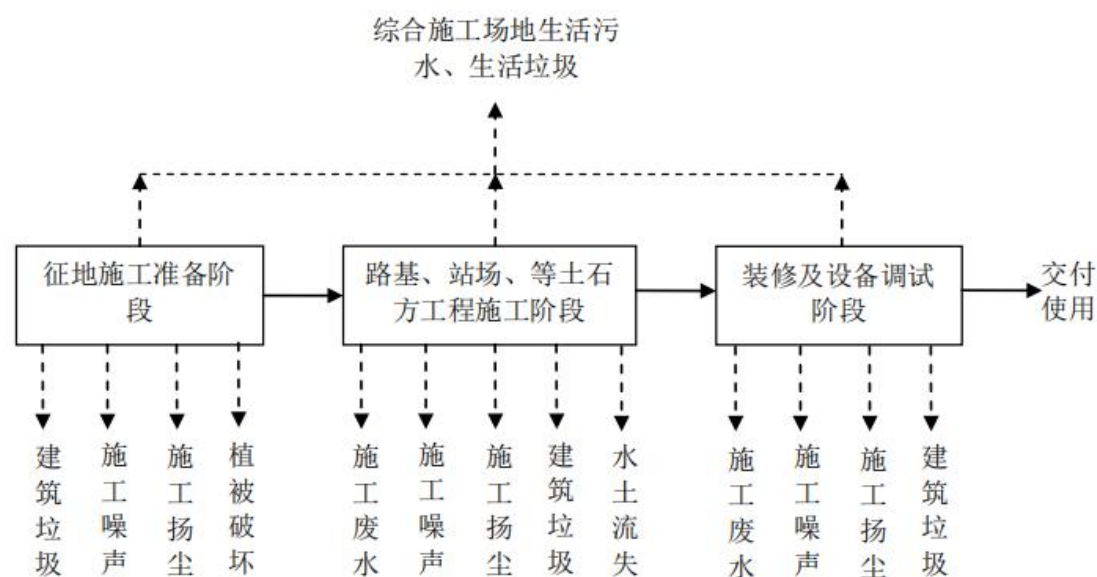 综合施工场地生活污
水、生活垃圾
征地施工准备阶
段
路基、站场、等土石
方工程施工阶段
装修及设备调试
阶段
交付
使用
建筑垃圾
施工噪声
施工扬尘
植被破坏
施工废水
施工噪声
施工扬尘
建筑垃圾
水土流失
施工废水
施工噪声
施工扬尘
建筑垃圾